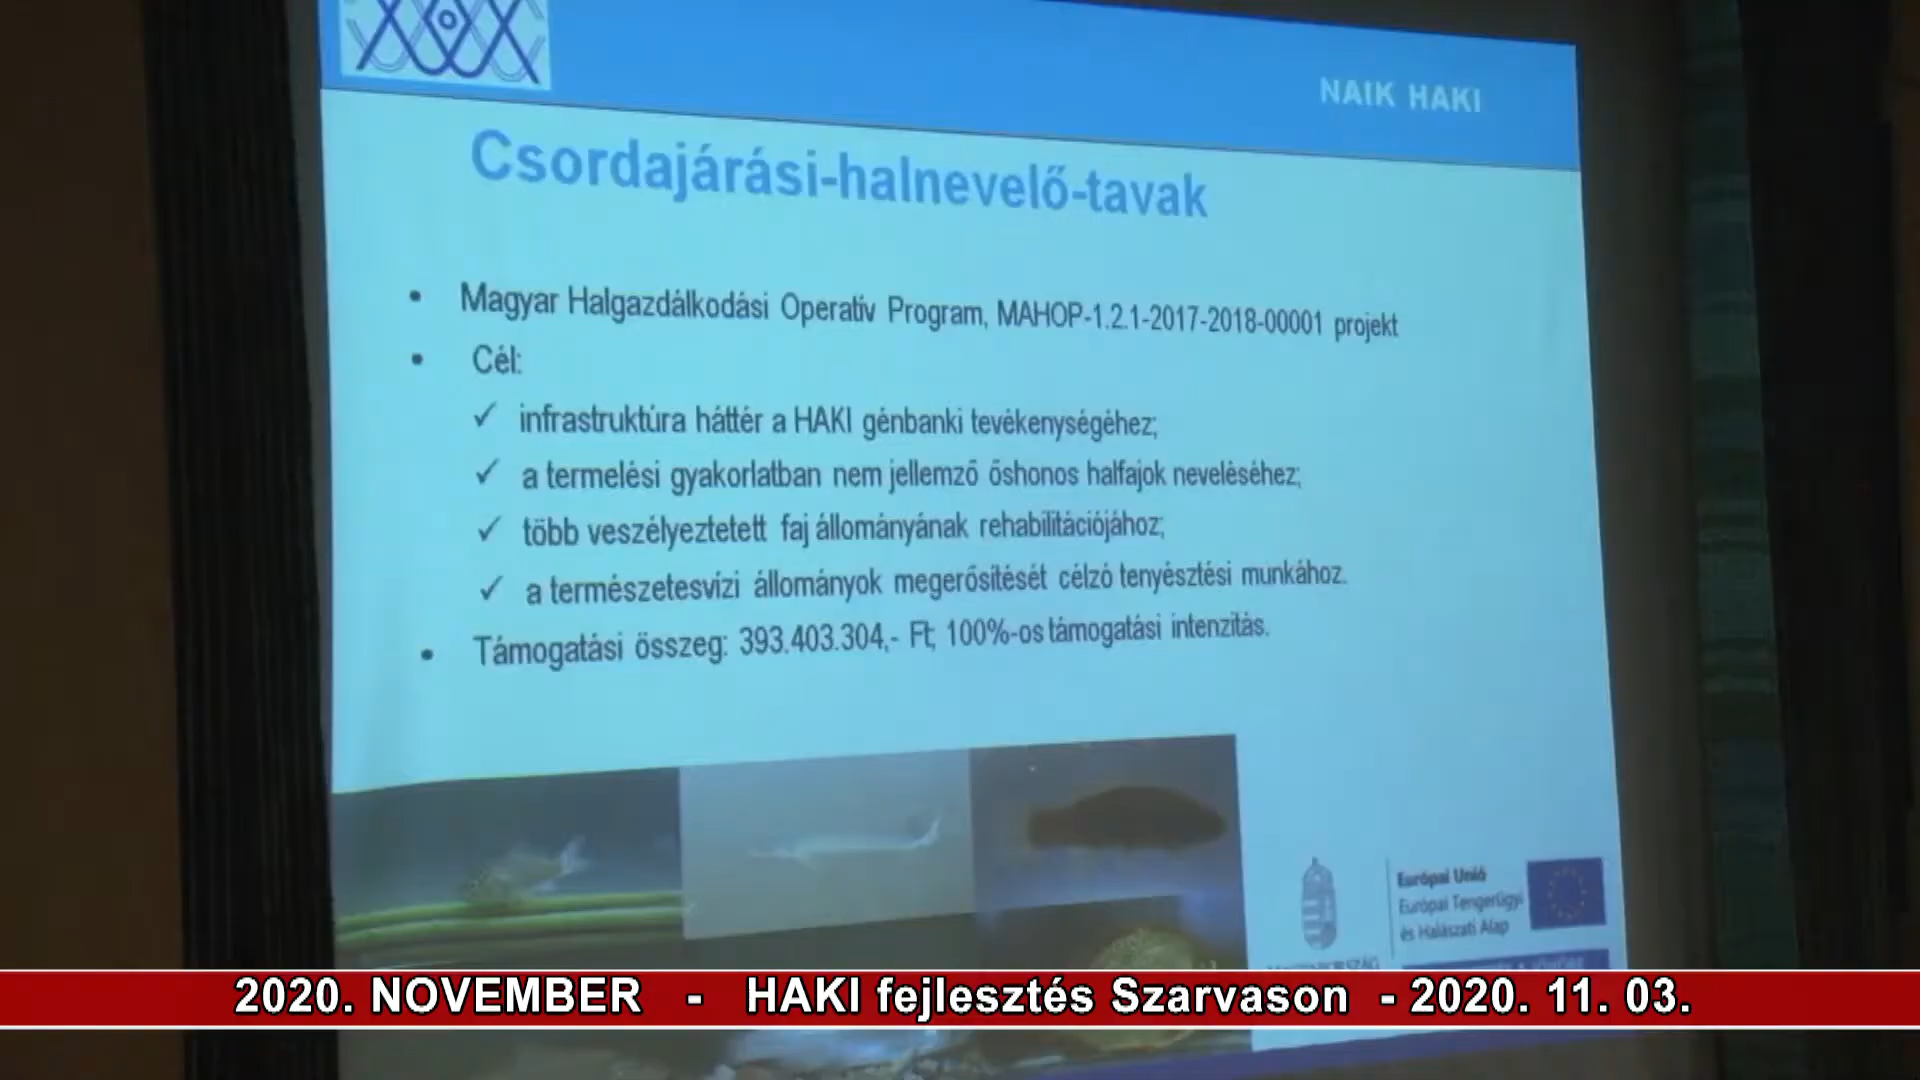 NAIK HAKI
Csordajárási-halnevelő-tavak
• Magyar Halgazdálkodási Operatív Program, MAHOP-1.2.1-2017-2018-00001 projekt
• Cél:
✓ infrastruktúra háttér a HAKI génbanki tevékenységéhez;
✓ a termelési gyakorlatban nem jellemző őshonos halfajok neveléséhez;
✓ több veszélyeztetett faj állományának rehabilitációjához;
✓ a természetesvízi állományok megerősítését célzó tenyésztési munkához.
• Támogatási összeg: 393.403.304,- Ft, 100%-os támogatási intenzitás.
Európai Unió
Európai Tengerügyi
és Halászati Alap
2020. NOVEMBER - HAKI fejlesztés Szarvason - 2020. 11. 03.